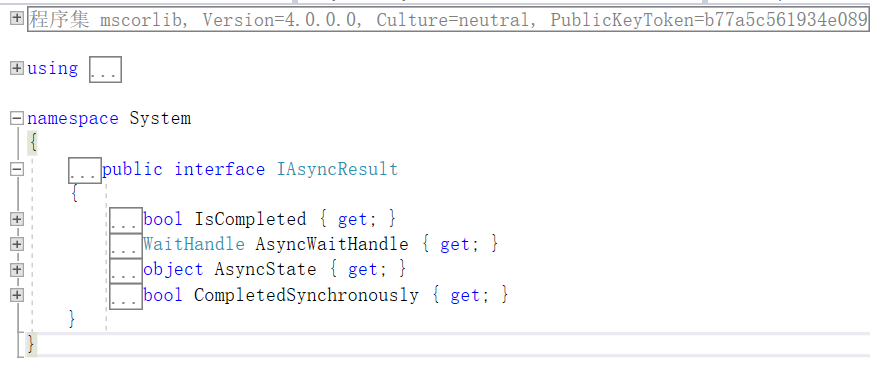 程序集 mscorlib, Version=4.0.0.0, Culture=neutral, PublicKeyToken=b77a5c561934e089
using ...
namespace System
{
...public interface IAsyncResult
{
...bool IsCompleted { get; }
...WaitHandle AsyncWaitHandle { get; }
...object AsyncState { get; }
...bool CompletedSynchronously { get; }
}
}